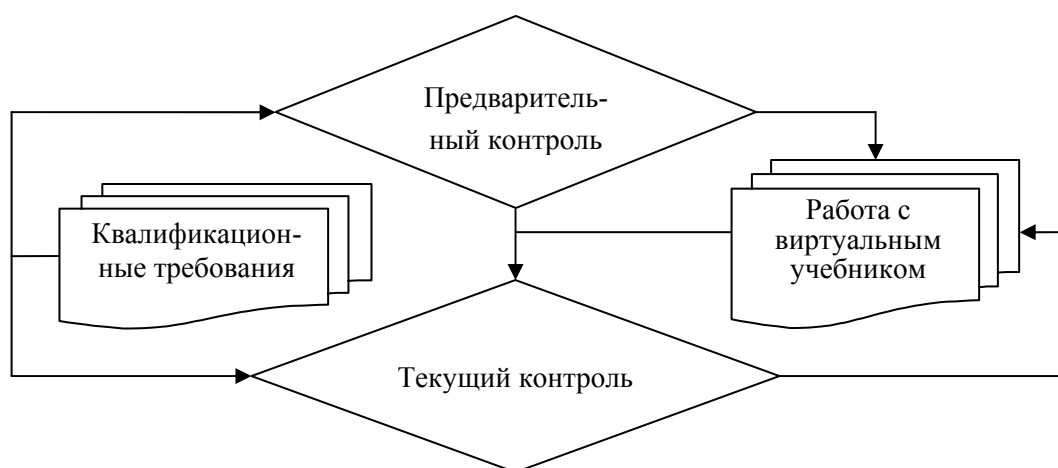 Предваритель-
ный контроль
Квалификацион-
ные требования
Работа с
виртуальным
учебником
Текущий контроль